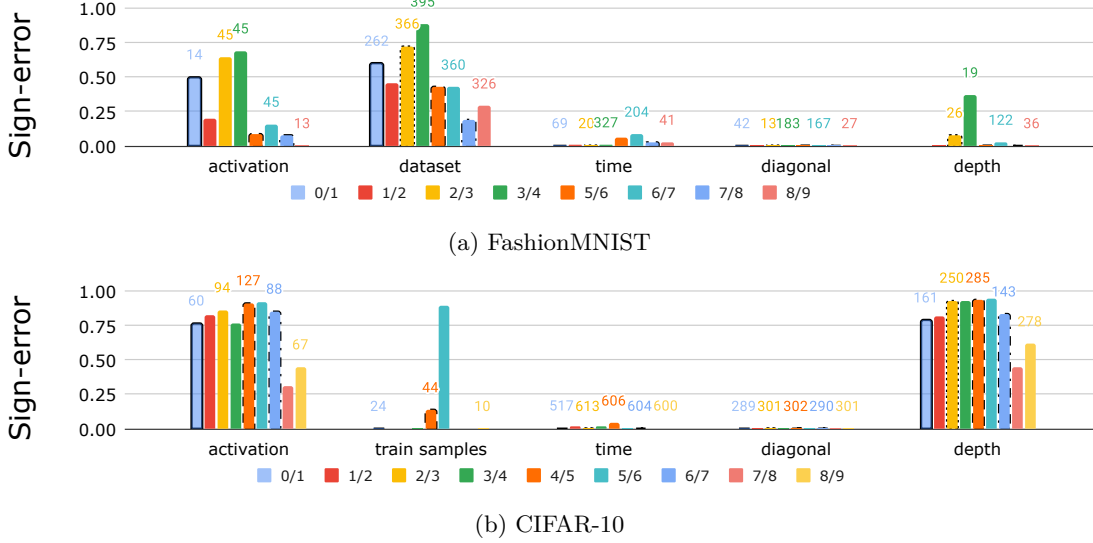 395
1.00
366
45 45
262
14
0.75
360
326
19
0.50
45
26
0.25
13
69 20 327 204 41
42 13 183 167 27
122 36
0.00
Sign-error
activation dataset time diagonal depth
0/1 1/2 2/3 3/4 5/6 6/7 7/8 8/9
(a) FashionMNIST
60 94 127 88
161 250 285 143
1.00
278
0.75
67
0.50
44
0.25
24 10
517 613 606 604 600
289 301 302 290 301
0.00
Sign-error
activation train samples time diagonal depth
0/1 1/2 2/3 3/4 4/5 5/6 6/7 7/8 8/9
(b) CIFAR-10